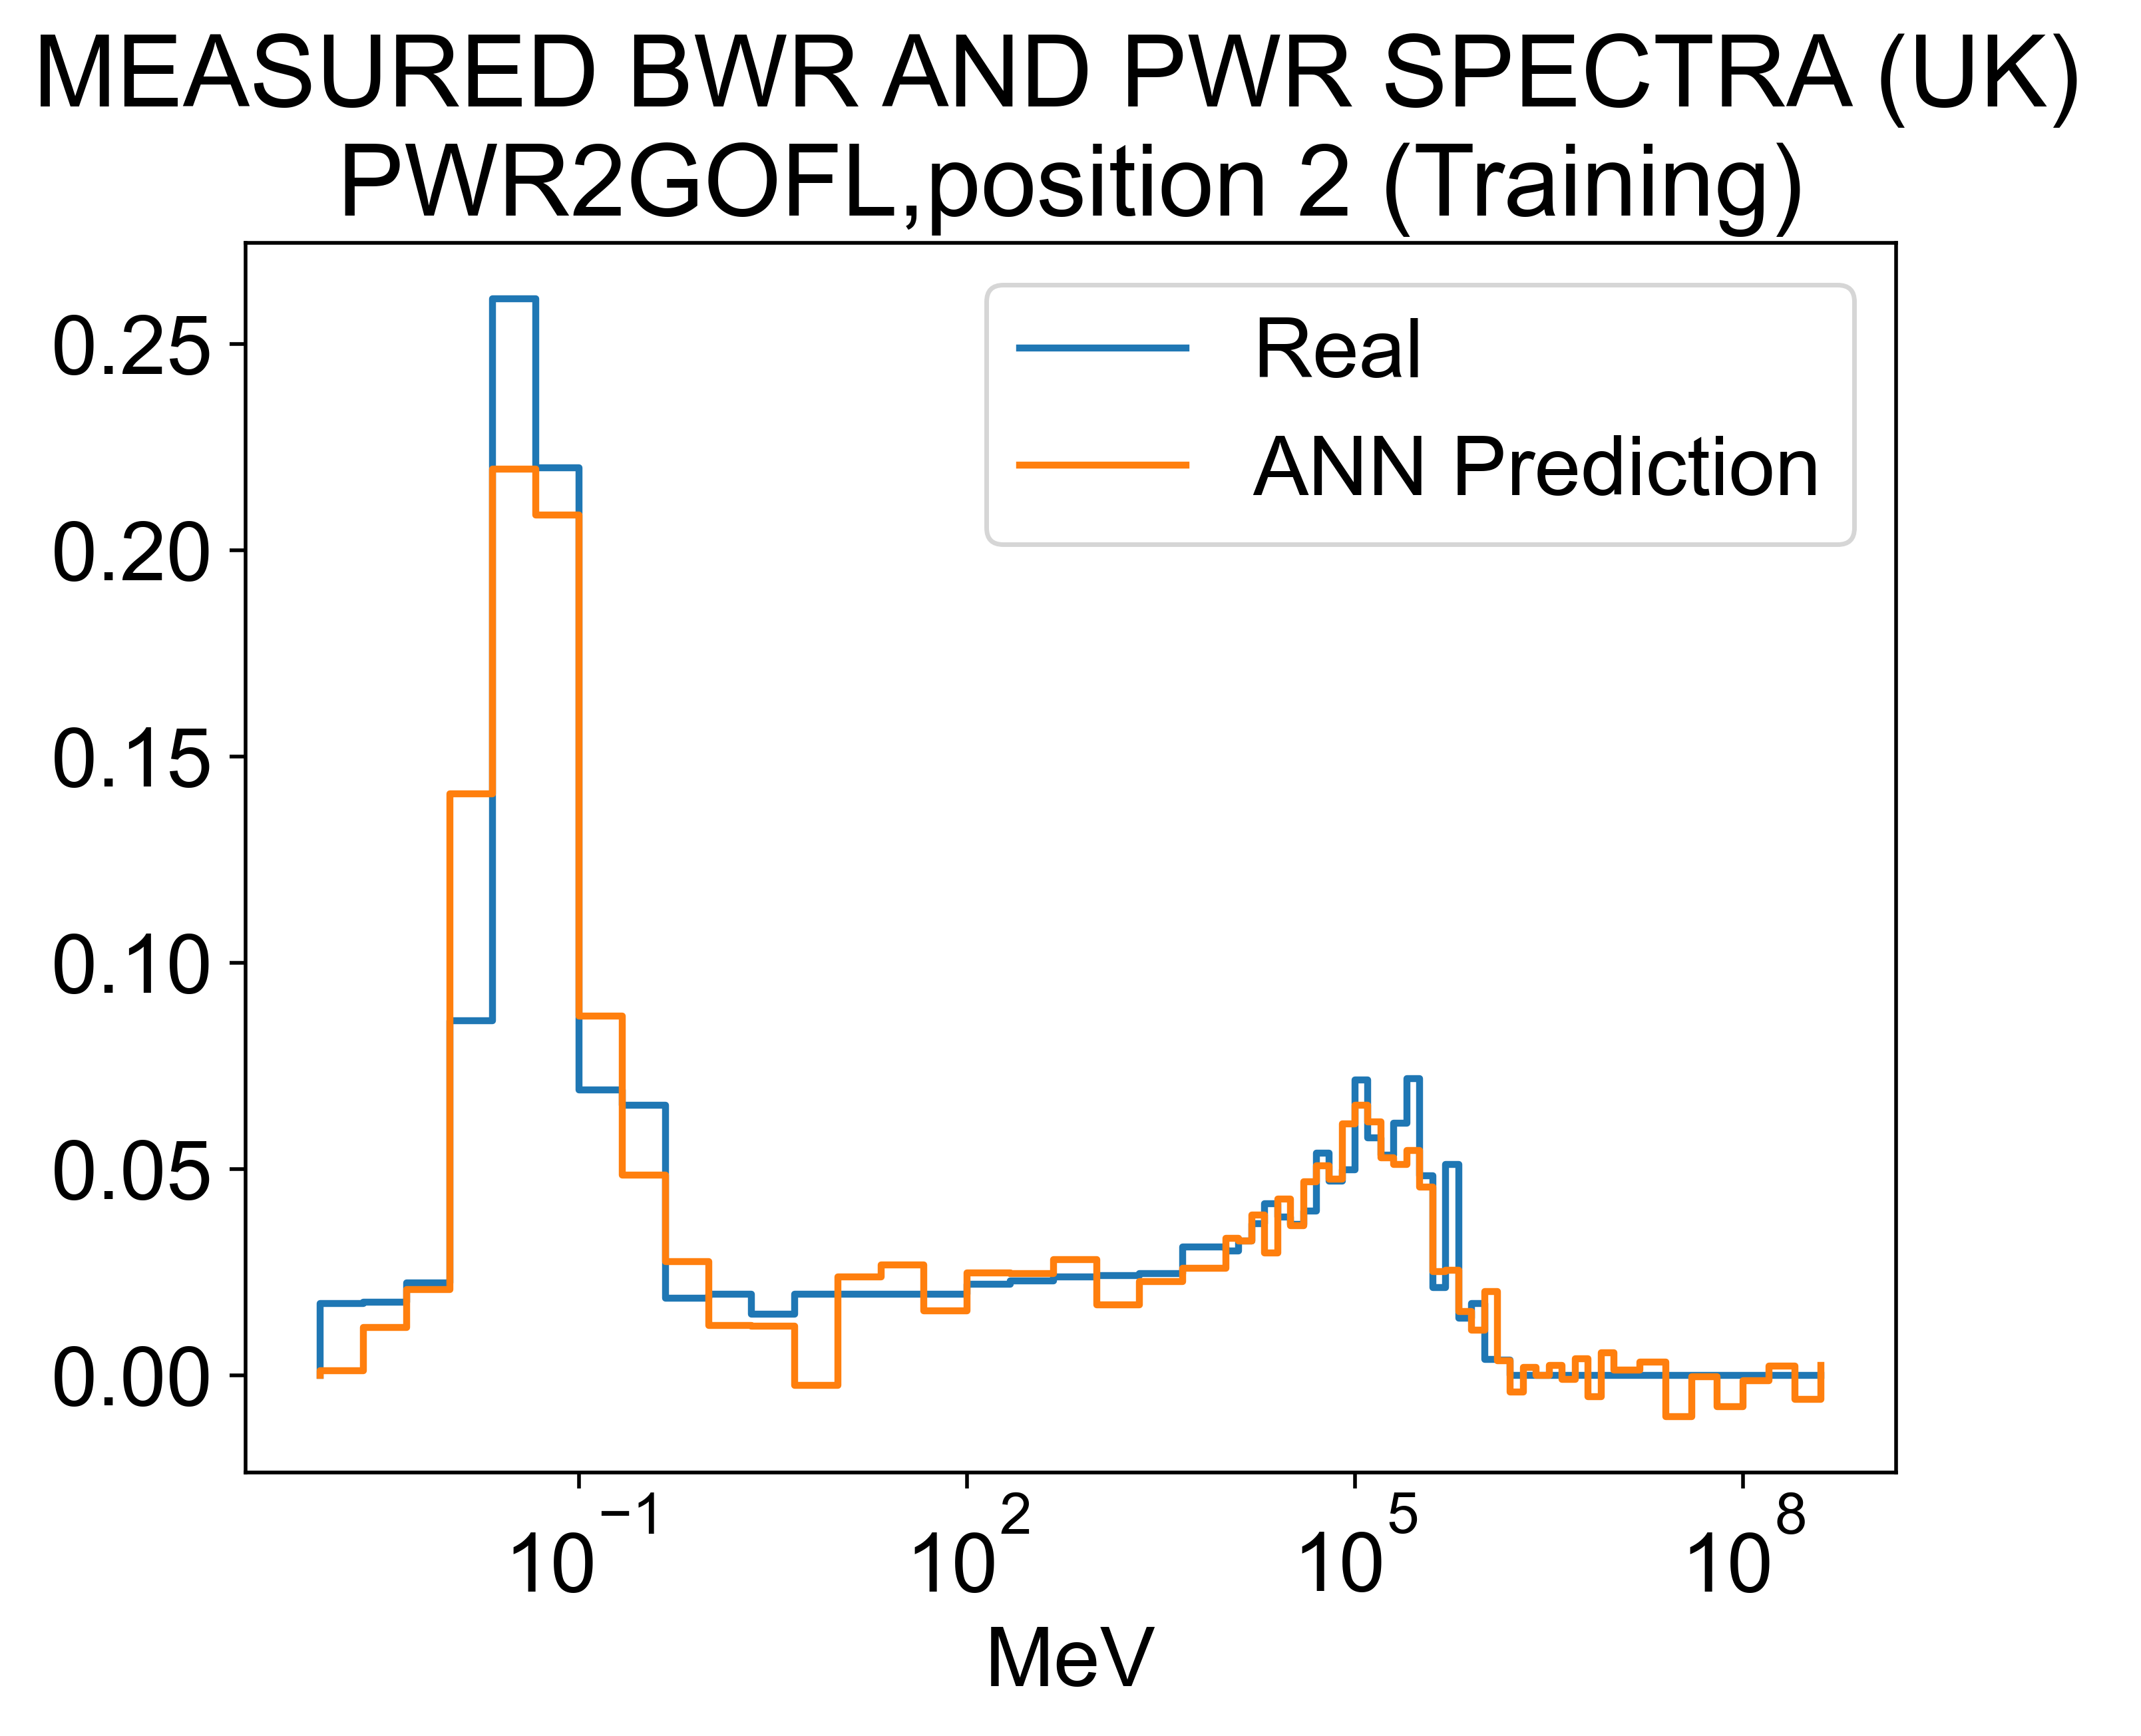 MEASURED BWR AND PWR SPECTRA (UK)
PWR2GOFL,position 2 (Training)
Real
ANN Prediction
0.25
0.20
0.15
0.10
0.05
0.00
10⁻¹ 10² 10⁵ 10⁸
MeV